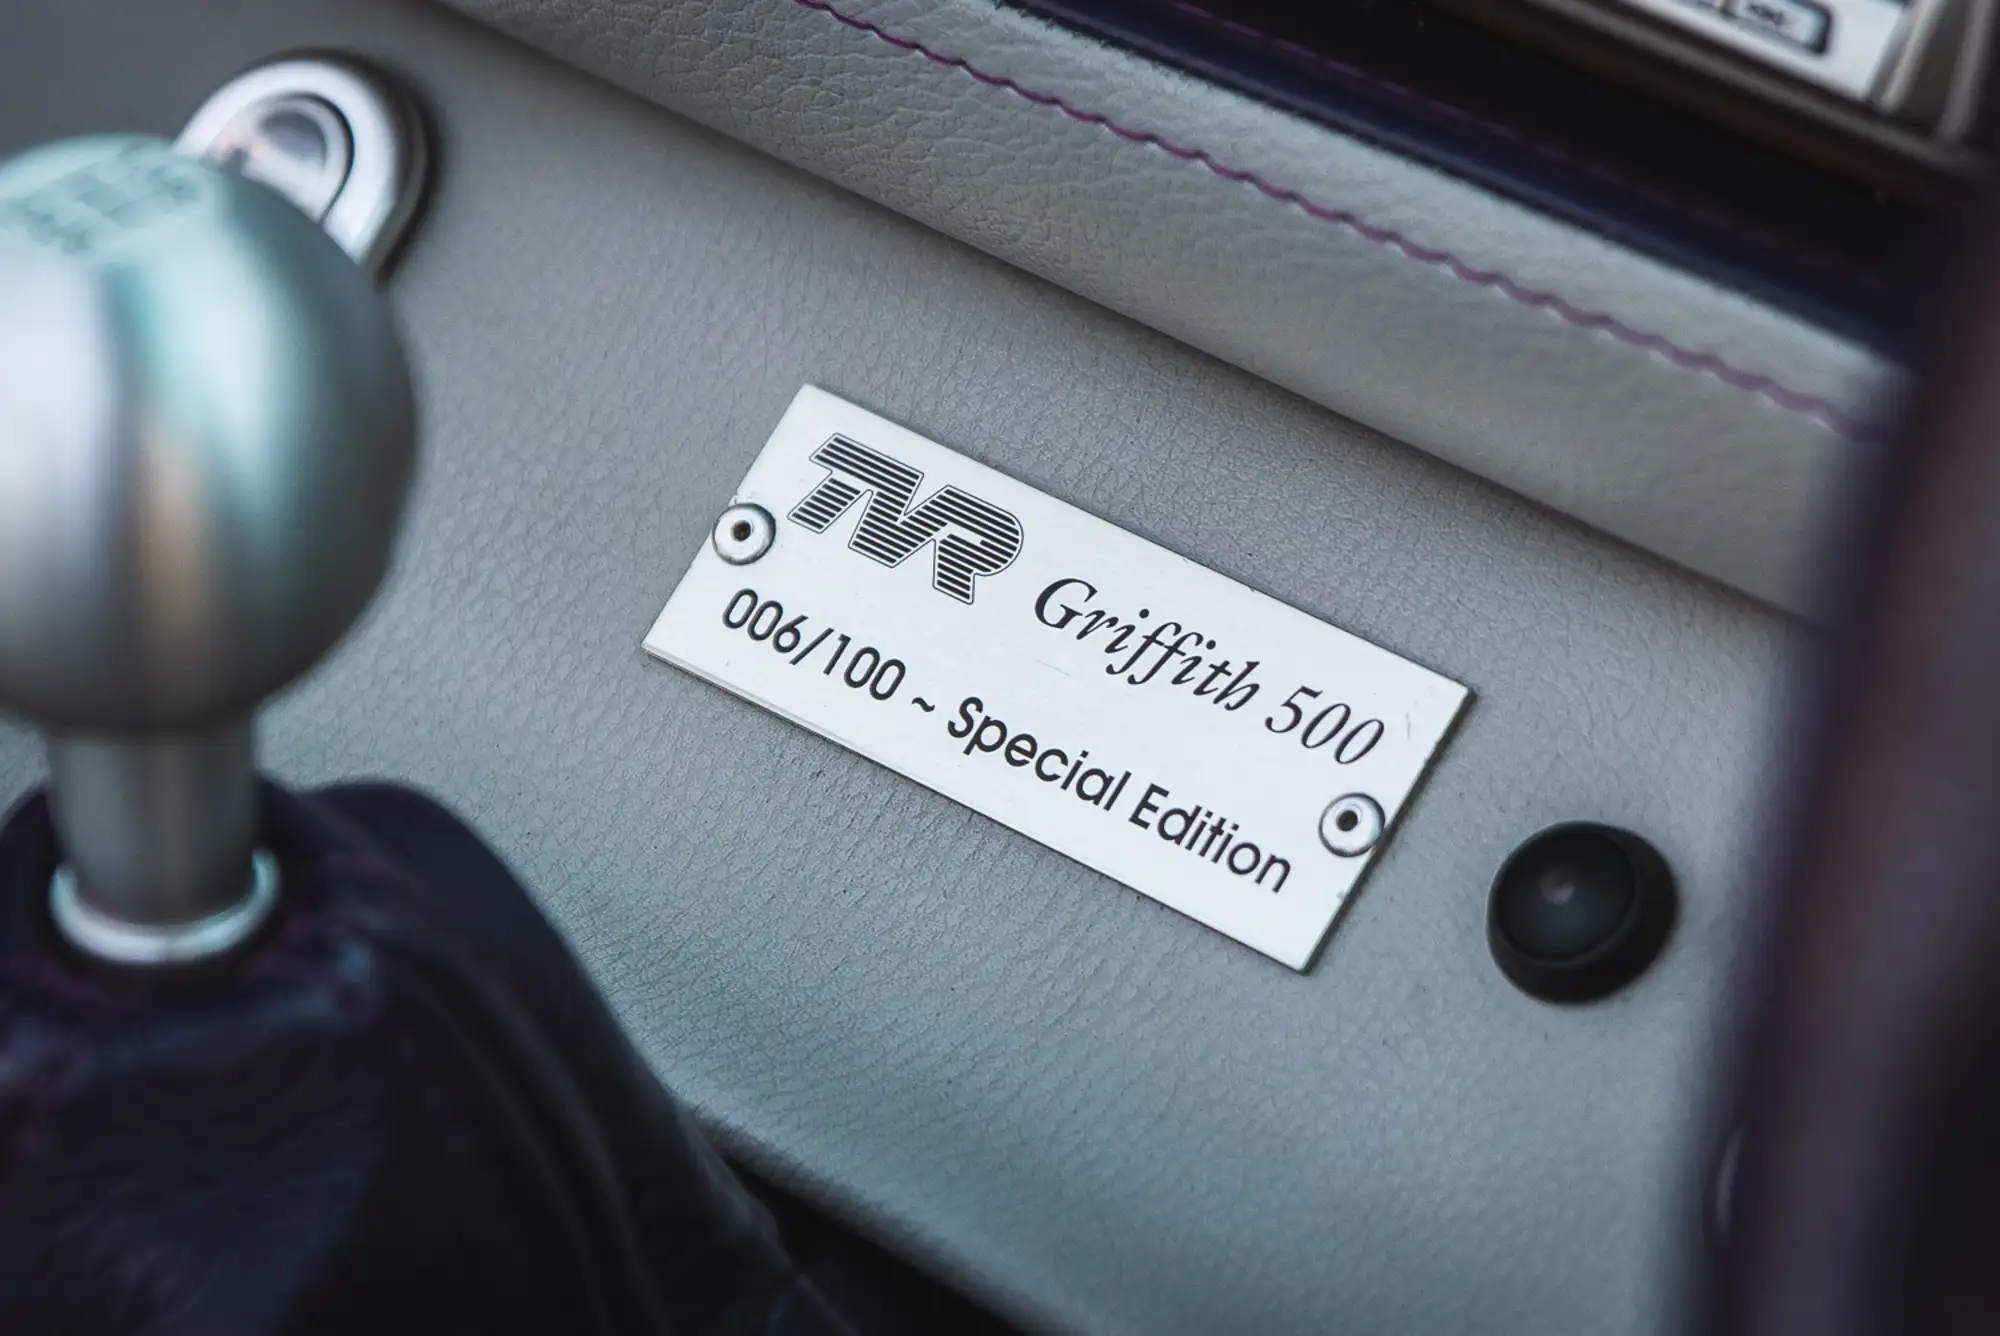 TVR Griffith 500
006/100 ~ Special Edition